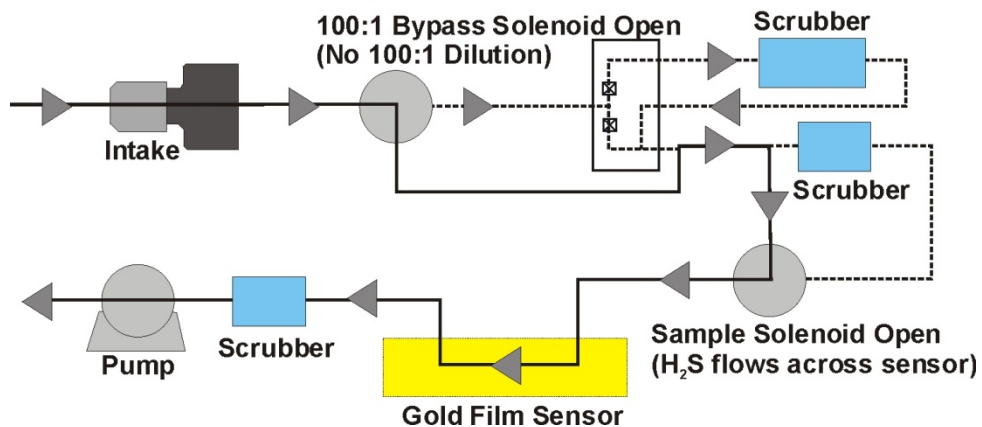 100:1 Bypass Solenoid Open
(No 100:1 Dilution)
Scrubber
Intake
Scrubber
Sample Solenoid Open
(H₂S flows across sensor)
Pump
Scrubber
Gold Film Sensor